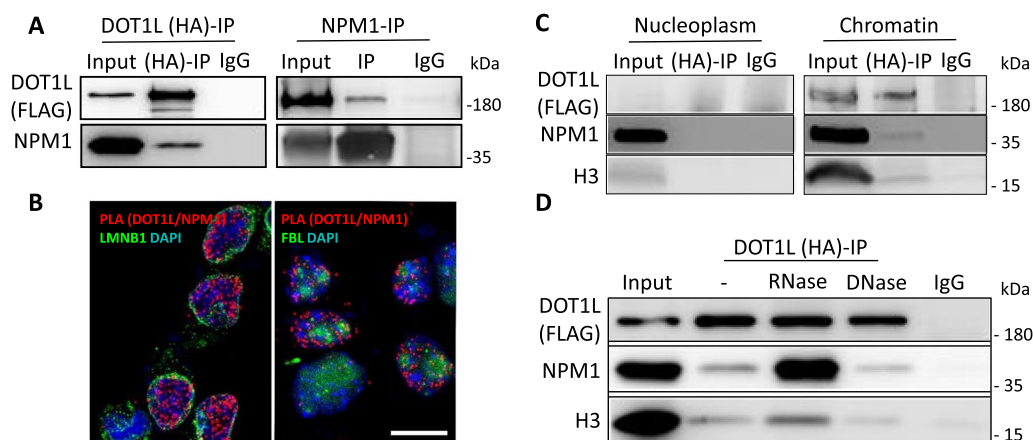 A
DOT1L (HA)-IP
NPM1-IP
Input (HA)-IP IgG
Input IP IgG
kDa
DOT1L
(FLAG)
-180
NPM1
-35
B
PLA (DOT1L/NPM1)
LMNB1 DAPI
PLA (DOT1L/NPM1)
FBL DAPI
C
Nucleoplasm
Chromatin
Input (HA)-IP IgG
Input (HA)-IP IgG
kDa
DOT1L
(FLAG)
- 180
NPM1
- 35
H3
- 15
D
DOT1L (HA)-IP
Input - RNase DNase IgG
kDa
DOT1L
(FLAG)
- 180
NPM1
- 35
H3
- 15